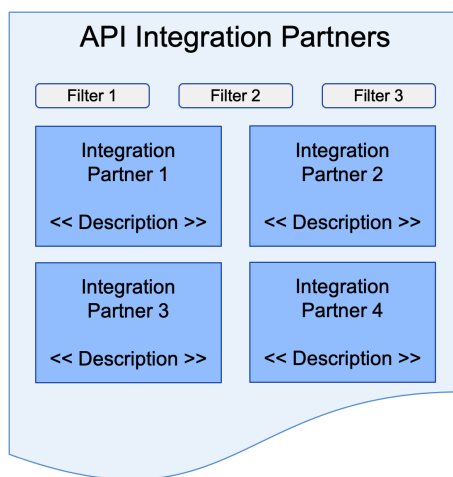 API Integration Partners
Filter 1
Filter 2
Filter 3
Integration
Partner 1
<< Description >>
Integration
Partner 2
<< Description >>
Integration
Partner 3
<< Description >>
Integration
Partner 4
<< Description >>